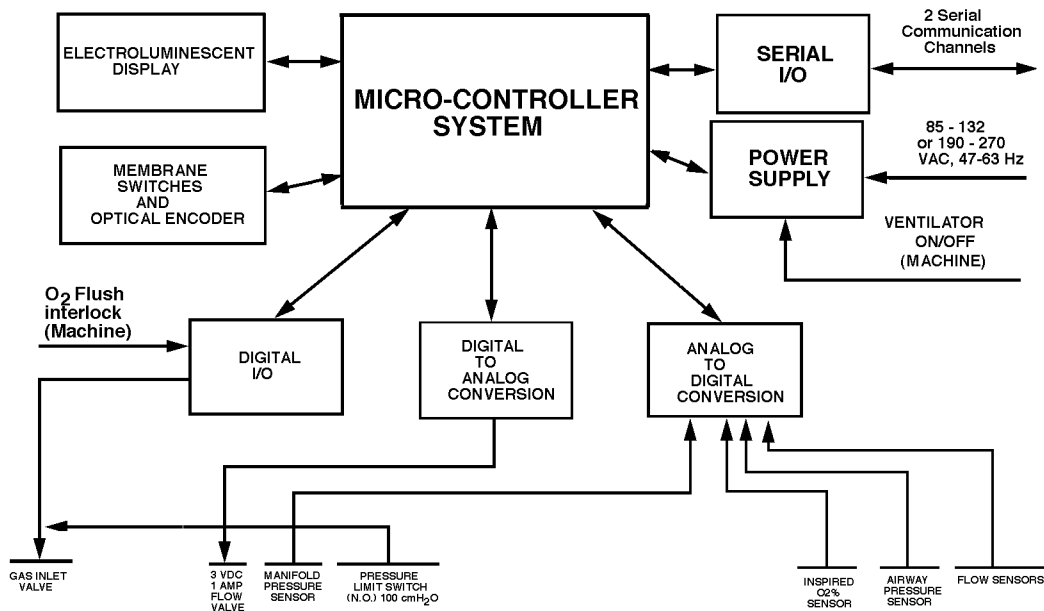 ELECTROLUMINESCENT
DISPLAY
MICRO-CONTROLLER
SYSTEM
SERIAL
I/O
2 Serial
Communication
Channels
MEMBRANE
SWITCHES
AND
OPTICAL ENCODER
POWER
SUPPLY
85 - 132
or 190 - 270
VAC, 47-63 Hz
VENTILATOR
ON/OFF
(MACHINE)
O2 Flush
interlock
(Machine)
DIGITAL
I/O
DIGITAL
TO
ANALOG
CONVERSION
ANALOG
TO
DIGITAL
CONVERSION
GAS INLET
VALVE
3 VDC
1 AMP
FLOW
VALVE
MANIFOLD
PRESSURE
SENSOR
PRESSURE
LIMIT SWITCH
(N.O.) 100 cmH2O
INSPIRED
O2%
SENSOR
AIRWAY
PRESSURE
SENSOR
FLOW SENSORS